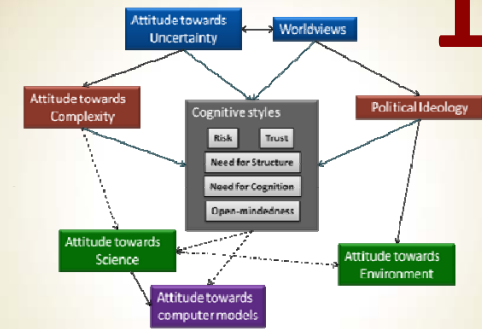 Attitude towards
Uncertainty
Worldviews
Attitude towards
Complexity
Political Ideology
Cognitive styles
Risk
Trust
Need for Structure
Need for Cognition
Open-mindedness
Attitude towards
Science
Attitude towards
Environment
Attitude towards
computer models